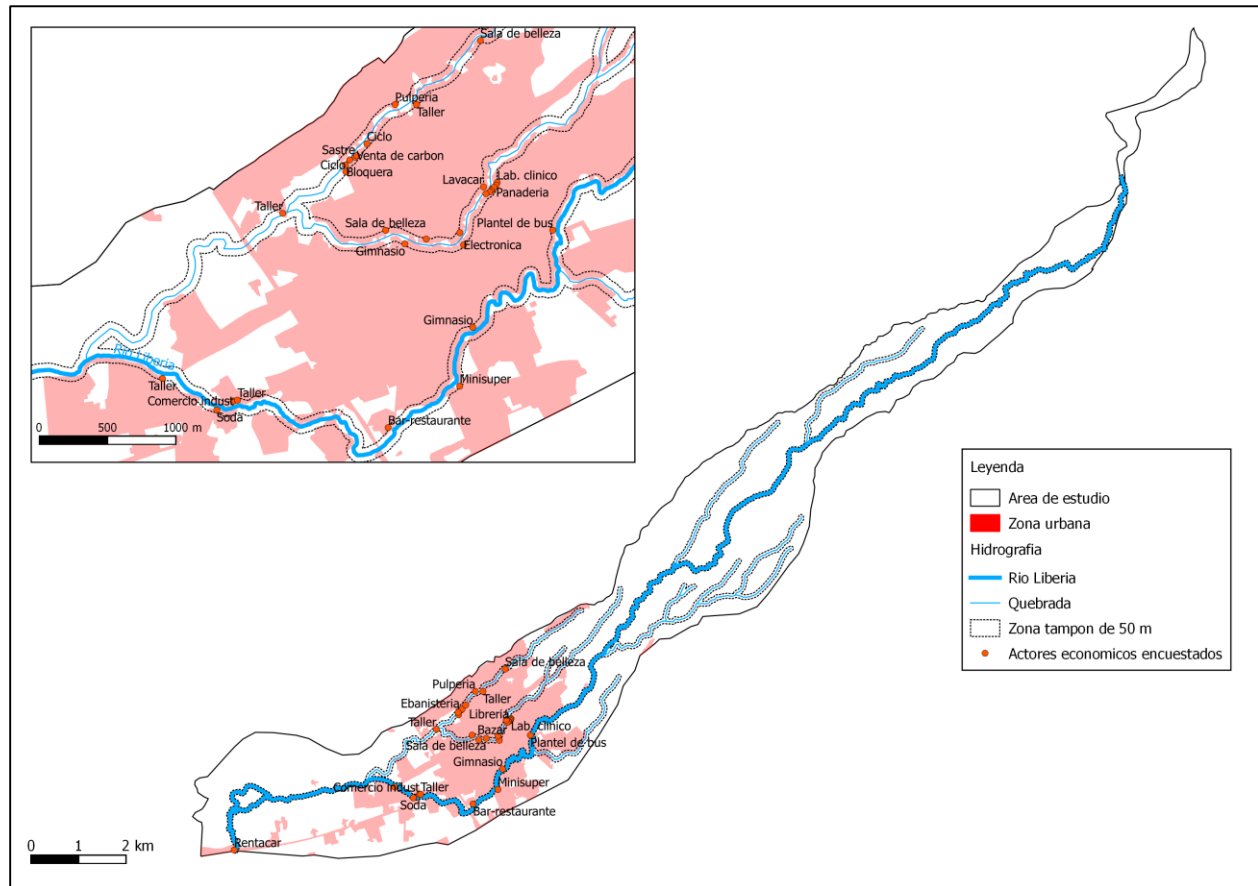 Sala de belleza
Pulperia
Taller
Ciclo
Sastre
Venta de carbon
Ciclo
Bloquera
Lab. clinico
Lavacar
Panaderia
Taller
Sala de belleza
Plantel de bus
Gimnasio
Electronica
Gimnasio
Rio Liberia
Taller
Minisuper
Taller
Comercio indust
Soda
Bar-restaurante
0 500 1000 m
Leyenda
Area de estudio
Zona urbana
Hidrografia
Rio Liberia
Quebrada
Zona tampon de 50 m
Actores economicos encuestados
Sala de belleza
Pulperia
Taller
Ebanisteria
Libreria
Taller
Lab. clinico
Bazar
Plantel de bus
Sala de belleza
Gimnasio
Minisuper
Comercio indust
Taller
Soda
Bar-restaurante
Rentacar
0 1 2 km